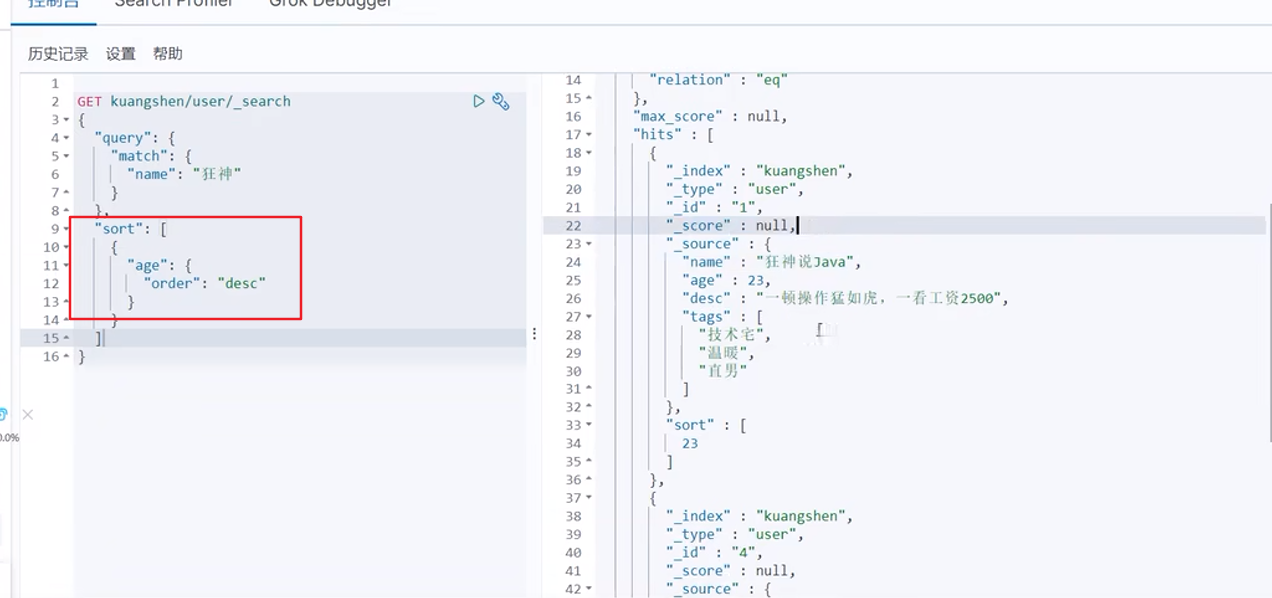 控制台 Search Profiler Grok Debugger
历史记录 设置 帮助
1
2 GET kuangshen/user/_search
3 {
4 "query": {
5 "match": {
6 "name": "狂神"
7 }
8 },
9 "sort": [
10 {
11 "age": {
12 "order": "desc"
13 }
14 }
15 ]
16 }
14 "relation" : "eq"
15 },
16 "max_score" : null,
17 "hits" : [
18 {
19 "_index" : "kuangshen",
20 "_type" : "user",
21 "_id" : "1",
22 "_score" : null,
23 "_source" : {
24 "name" : "狂神说Java",
25 "age" : 23,
26 "desc" : "一顿操作猛如虎，一看工资2500",
27 "tags" : [
28 "技术宅",
29 "温暖",
30 "直男"
31 ]
32 },
33 "sort" : [
34 23
35 ]
36 },
37 {
38 "_index" : "kuangshen",
39 "_type" : "user",
40 "_id" : "4",
41 "_score" : null,
42 "_source" : {